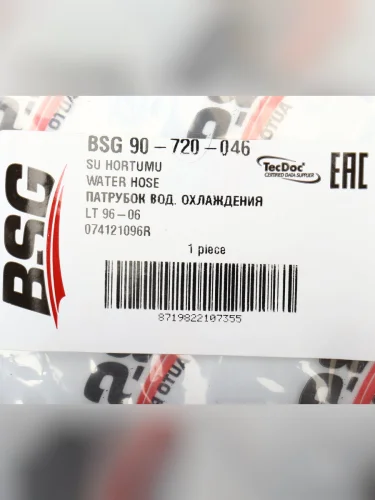 BSG 90-720-046
SU HORTUMU
WATER HOSE
ПАТРУБОК ВОД. ОХЛАЖДЕНИЯ
LT 96-06
074121096R
1 piece
8719822107355
TecDoc
CERTIFIED DATA SUPPLIER
EAC
BSG